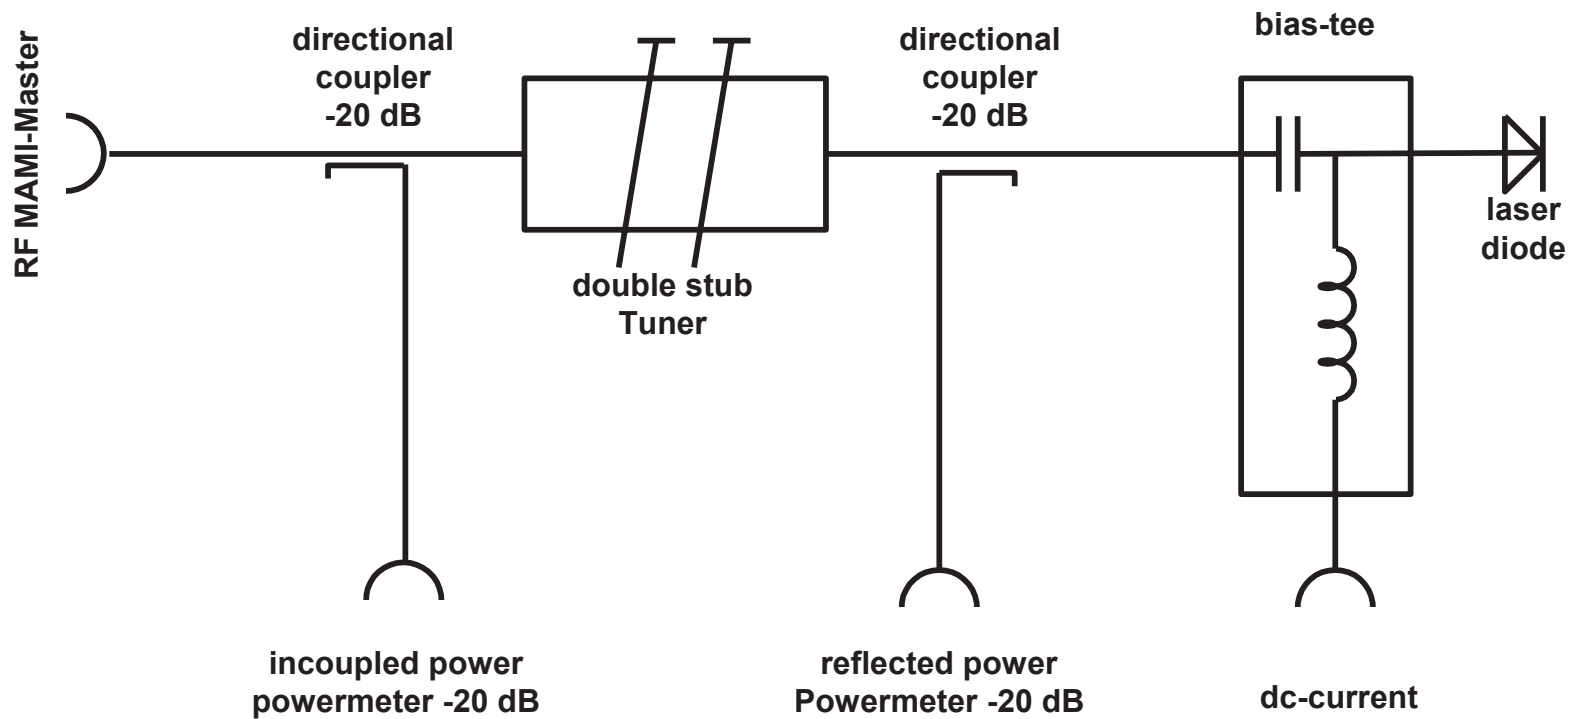 RF MAMI-Master
directional
coupler
-20 dB
double stub
Tuner
directional
coupler
-20 dB
bias-tee
laser
diode
incoupled power
powermeter -20 dB
reflected power
Powermeter -20 dB
dc-current